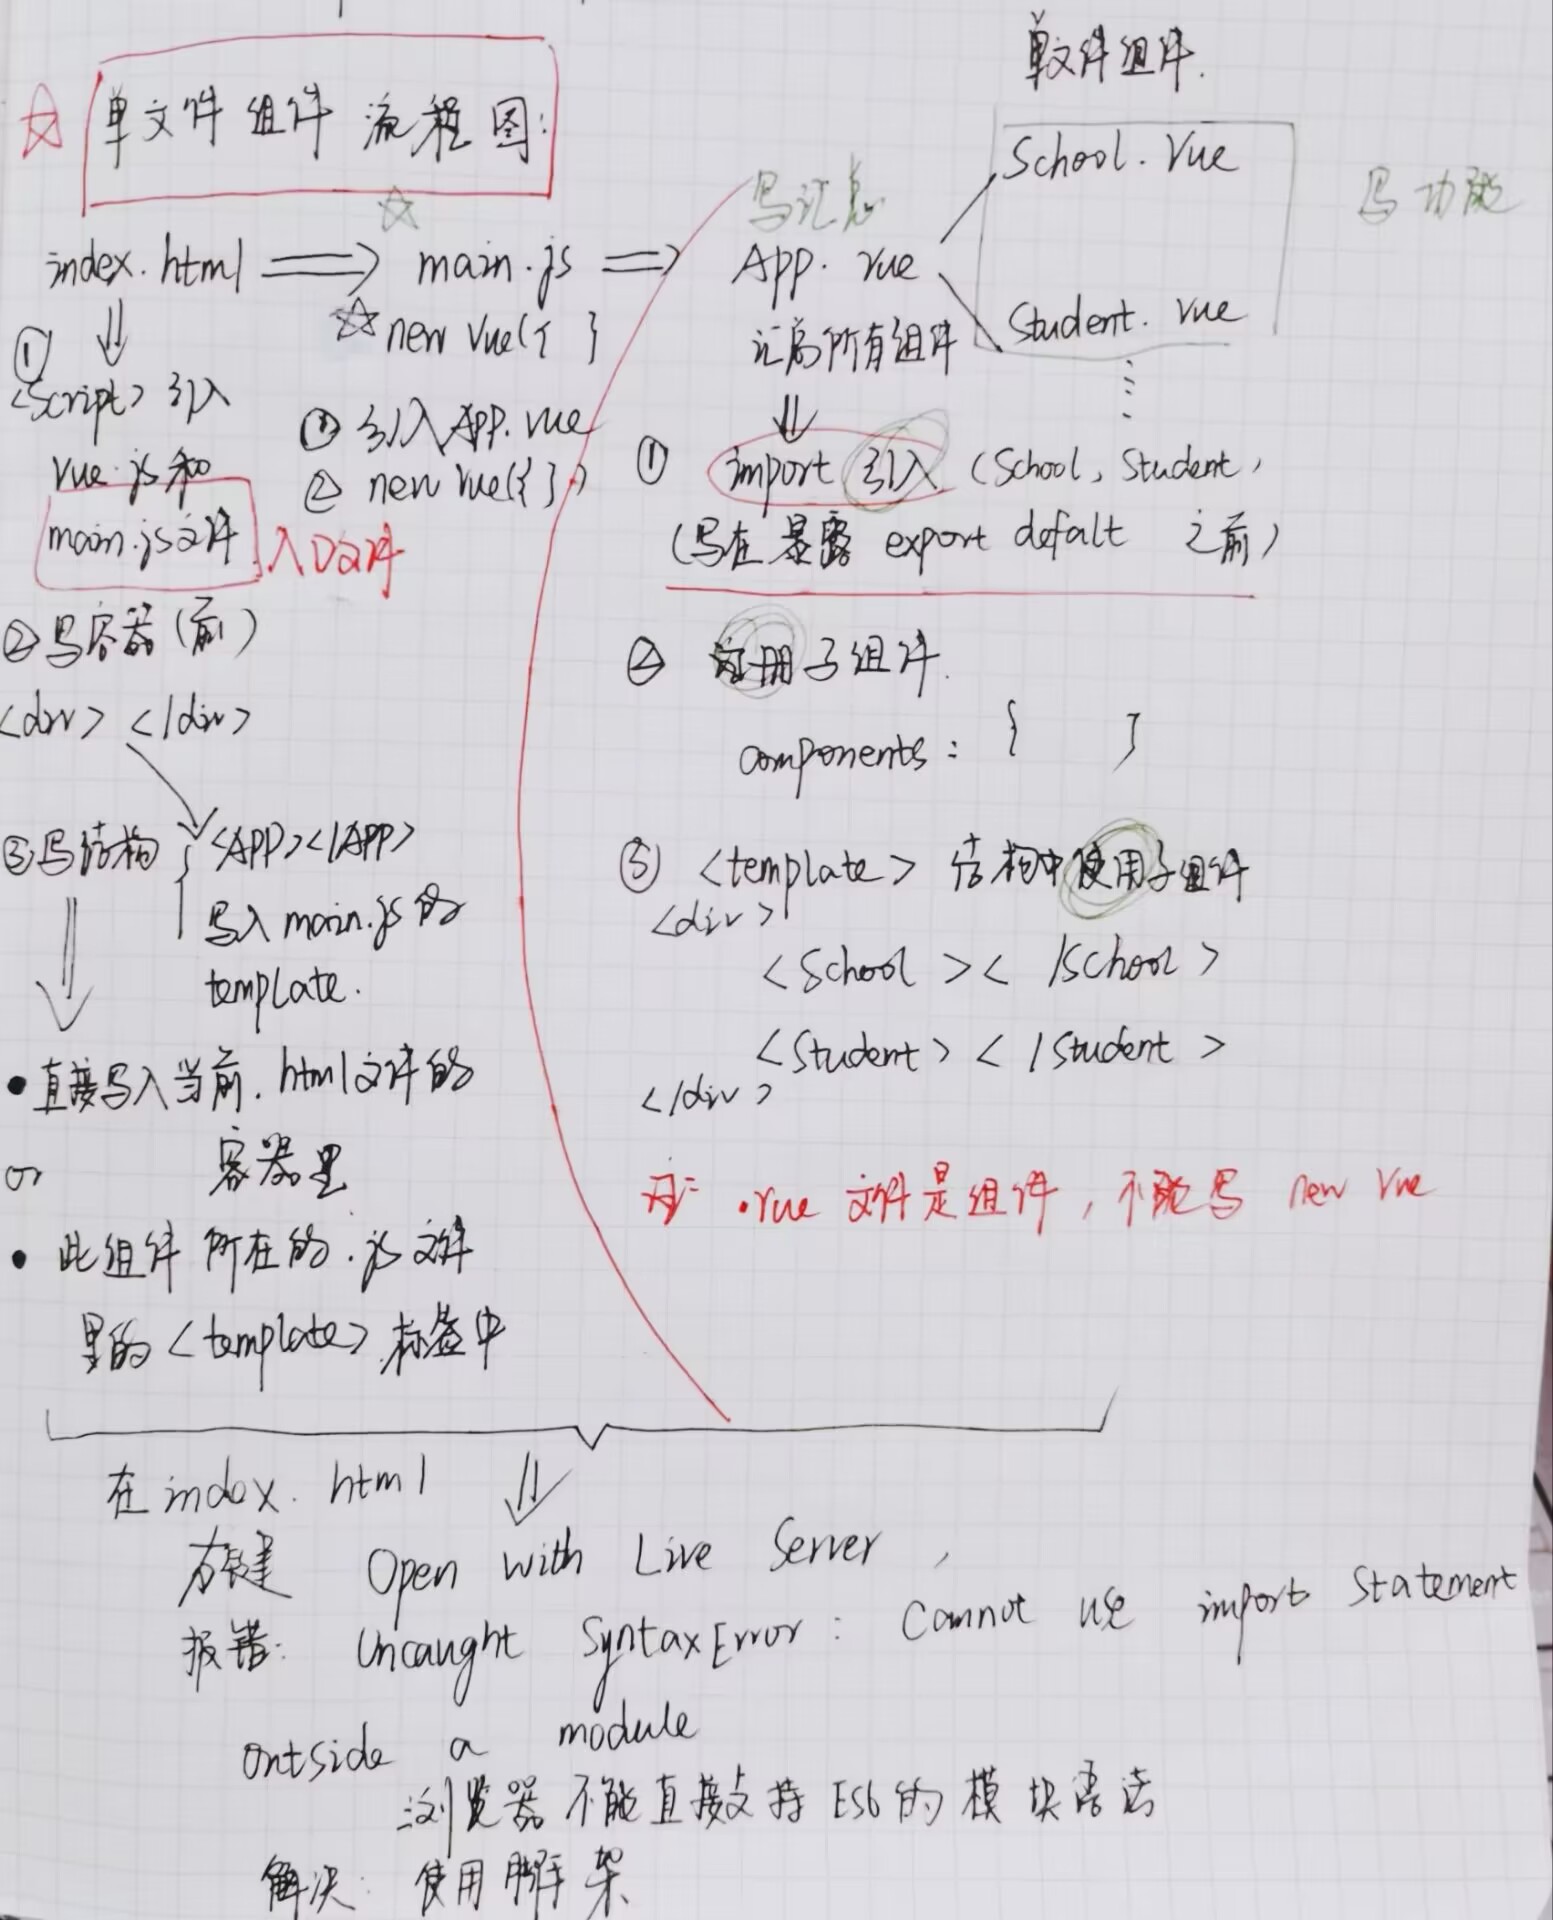 单文件组件.
单文件组件流程图:
School.vue
写汇总
写功能
index.html => main.js => App.vue
Student.vue
new Vue({ }
汇总所有组件
①
<script>引入
vue.js和
main.js文件
入口文件
① 引入App.vue
② new Vue({ })
②写容器(前)
<div> </div>
③写结构 <APP></APP>
写入main.js的
template.
• 直接写入当前.html文件的
or 容器里
• 此组件所在的.js文件
里的<template>标签中
① import 引入 (School, Student,
(写在暴露 export defalt 之前)
② 注册子组件.
components: { }
③ <template> 结构中使用子组件
<div>
<School></School>
<Student></Student>
</div>
注: .vue 文件是组件, 不能写 new Vue
在index.html
右键 Open with Live Server,
报错: Uncaught SyntaxError: Cannot use import statement
outside a module
浏览器不能直接支持ES6的模块语法
解决: 使用脚手架